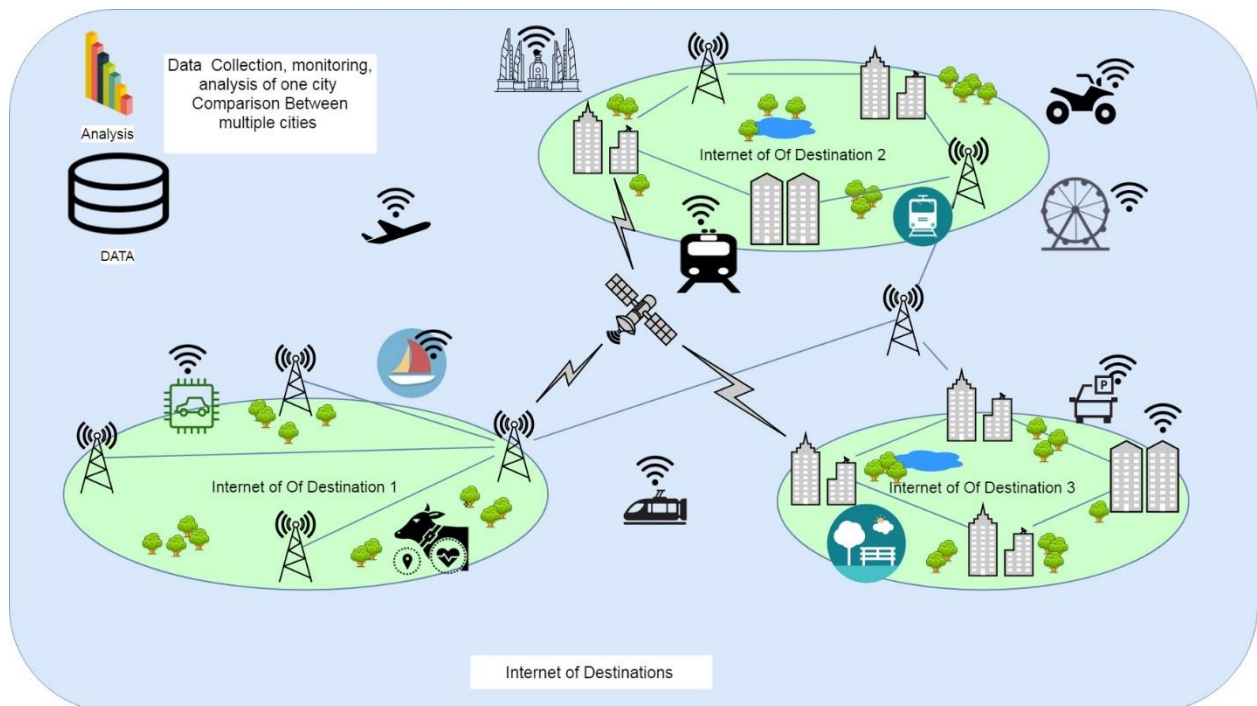 Data Collection, monitoring,
analysis of one city
Comparison Between
multiple cities
Analysis
DATA
Internet of Of Destination 2
P
Internet of Of Destination 1
Internet of Of Destination 3
Internet of Destinations